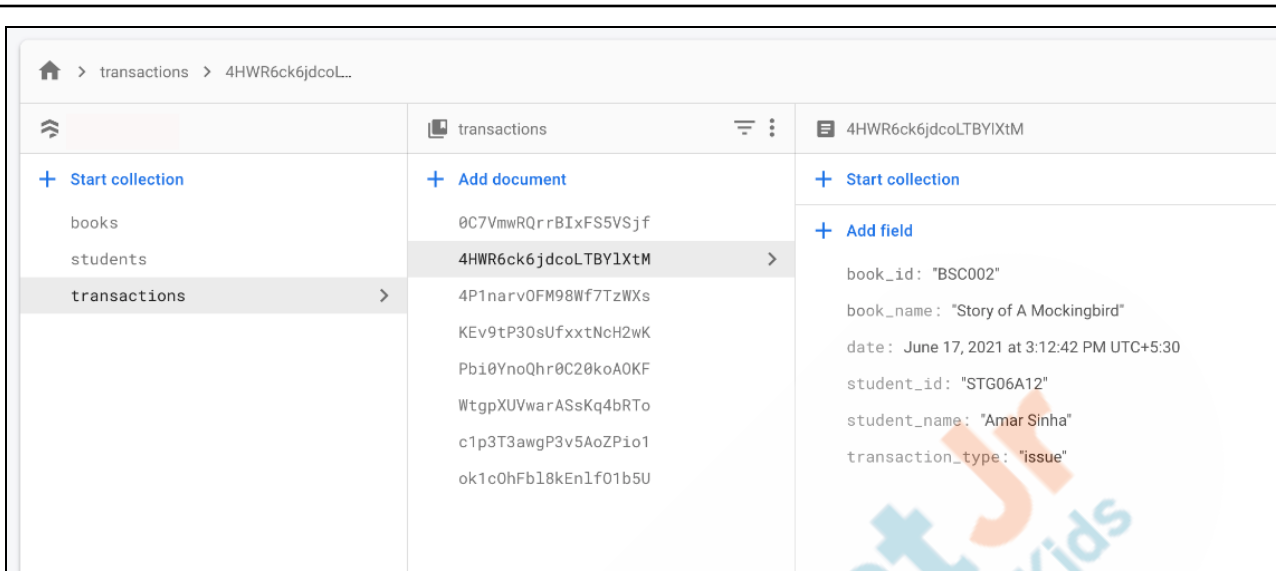 transactions > 4HWR6ck6jdcoL...
transactions
4HWR6ck6jdcoLTBYlXtM
+ Start collection
books
students
transactions
+ Add document
0C7VmwRQrrBIxFS5VSjf
4HWR6ck6jdcoLTBYlXtM
4P1narvOFM98Wf7TzWXs
KEv9tP3OsUfxxtNcH2wK
Pbi0YnoQhr0C20koAOKF
WtgpXUVwarASsKq4bRTo
c1p3T3awgP3v5AoZPio1
ok1cOhFbl8kEnlfO1b5U
+ Start collection
+ Add field
book_id: "BSC002"
book_name: "Story of A Mockingbird"
date: June 17, 2021 at 3:12:42 PM UTC+5:30
student_id: "STG06A12"
student_name: "Amar Sinha"
transaction_type: "issue"
t Jr
Kids